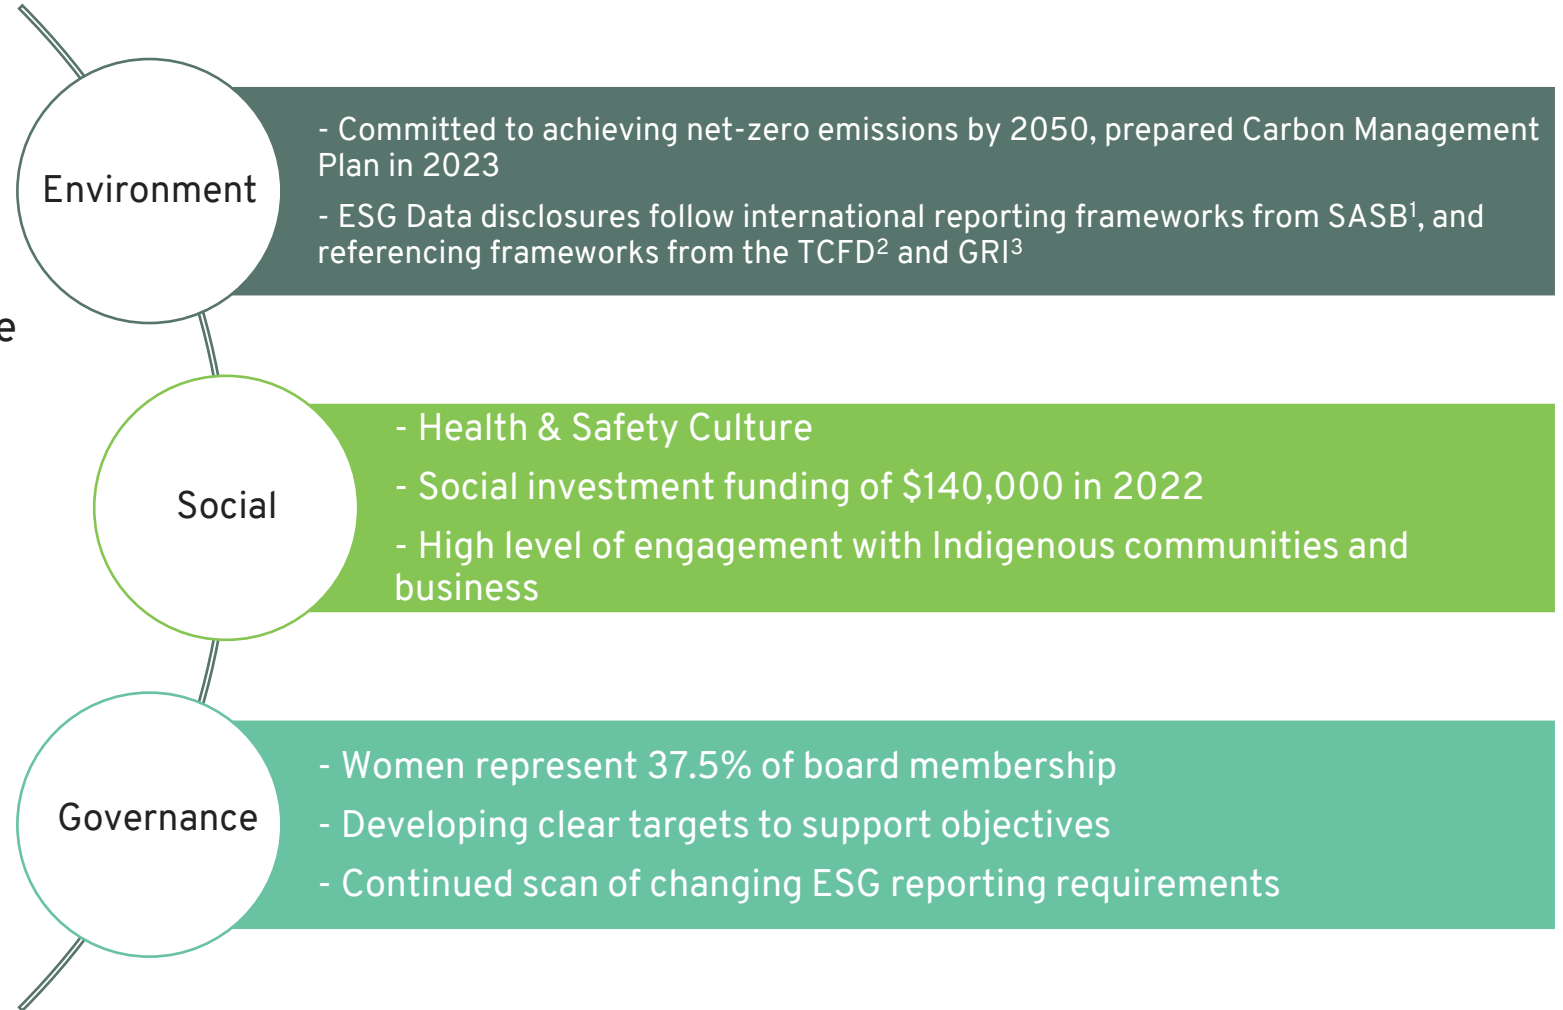 Environment
- Committed to achieving net-zero emissions by 2050, prepared Carbon Management
Plan in 2023
- ESG Data disclosures follow international reporting frameworks from SASB¹, and
referencing frameworks from the TCFD² and GRI³
e
Social
- Health & Safety Culture
- Social investment funding of $140,000 in 2022
- High level of engagement with Indigenous communities and
business
Governance
- Women represent 37.5% of board membership
- Developing clear targets to support objectives
- Continued scan of changing ESG reporting requirements